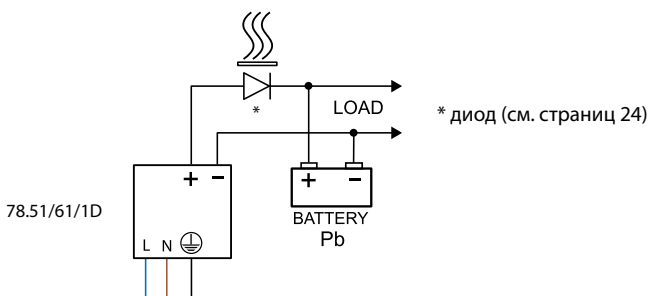 *
LOAD
* диод (см. страниц 24)
+ −
78.51/61/1D
L N
+ −
BATTERY
Pb